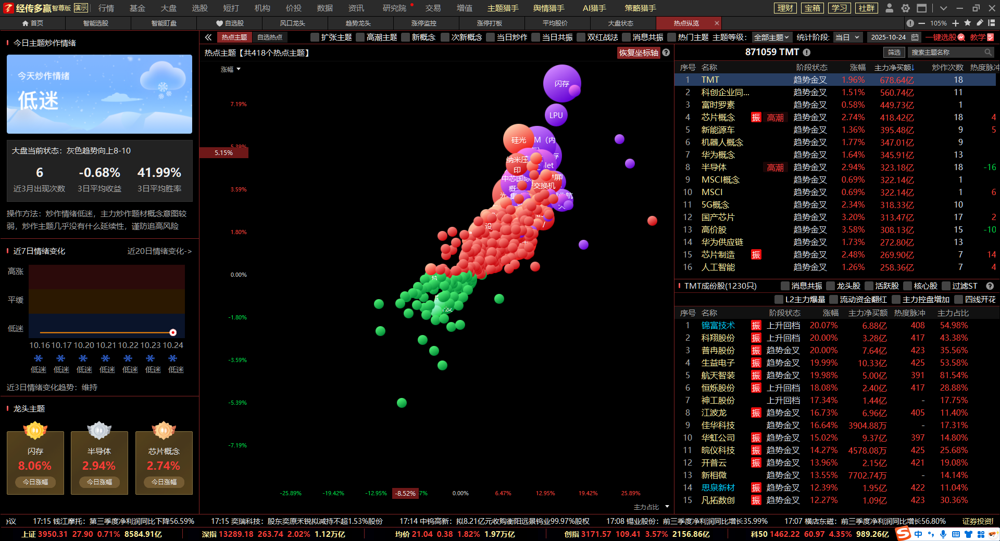 经传多赢 智尊版 演示 行情 基金 大盘 选股 短打 机构 价投 数据 资讯 研究院 交易 增值 主题猎手 舆情猎手 AI猎手 策略猎手 理财 宝箱 学习 社群
首页 智能选股 智能盯盘 自选股 风口龙头 趋势龙头 涨停监控 涨停打板 平均股价 大盘状态 热点纵览 105%
今日主题炒作情绪
今天炒作情绪
低迷
大盘当前状态：灰色趋势向上8-10
6 -0.68% 41.99%
近3月出现次数 3日平均收益 3日平均胜率
操作方法：炒作情绪低迷，主力炒作题材概念意图较
弱，炒作主题几乎没有什么延续性，谨防追高风险
近7日情绪变化 近20日情绪变化->
高涨
平缓
低迷
10.16 10.17 10.20 10.21 10.22 10.23 10.24
低迷 低迷 低迷 低迷 低迷 低迷 低迷
近3日情绪变化趋势：维持
龙头主题
闪存 半导体 芯片概念
8.06% 2.94% 2.74%
今日涨幅 今日涨幅 今日涨幅
热点主题 自选热点 扩张主题 高潮主题 新概念 次新概念 当日炒作 当日共振 双红战法 消息共振 热门主题 主题等级： 全部主题 统计阶段: 当日 2025-10-24 一键选股 教学
热点主题【共418个热点主题】 恢复坐标轴
涨幅
7.19%
5.39%
5.15%
3.59%
1.80%
0.00%
-1.80%
-3.59%
-5.39%
-7.19%
闪存
LPU
硅光
M（内
存
纳米压
印
let
中芯国际
概
屏
交换机
光
集
航
天
设
-25.89% -19.42% -12.95% -8.52% 7% 0.00% 6.47% 12.95% 19.42% 25.89%
主力占比
871059 TMT 筛选 搜索主题名称
序号 名称 阶段状态 涨幅 主力净买额↓ 炒作次数 热度脉冲
1 TMT 趋势金叉 1.96% 678.64亿 18
2 科创企业同... 趋势金叉 1.51% 560.74亿 11
3 富时罗素 趋势金叉 0.58% 449.73亿 1
4 芯片概念 振 高潮 趋势金叉 2.74% 418.42亿 18 4
5 新能源车 趋势金叉 1.36% 395.48亿 9 5
6 机器人概念 趋势金叉 1.77% 347.01亿 9
7 华为概念 趋势金叉 1.64% 345.91亿 13
8 半导体 高潮 趋势金叉 2.94% 323.18亿 18 -16
9 MSCI概念 趋势金叉 0.69% 322.14亿 1
10 MSCI 趋势金叉 0.69% 322.14亿 1 6
11 5G概念 趋势金叉 2.34% 318.33亿 10
12 国产芯片 趋势金叉 3.20% 313.47亿 17 2
13 高价股 趋势金叉 3.58% 308.13亿 15 -10
14 华为供应链 趋势金叉 1.73% 272.80亿 13
15 芯片制造 振 趋势金叉 2.48% 269.90亿 7 14
16 人工智能 趋势金叉 1.26% 258.36亿 7 4
TMT成份股(1230只) 消息共振 龙头股 活跃股 核心股 过滤ST
L2主力爆量 流动资金翻红 主力控盘增加 四线开花
序号 名称 阶段状态 涨幅 主力净买额 热度脉冲 主力占比
1 锦富技术 振 上升回档 20.07% 6.88亿 408 54.98%
2 科翔股份 振 上升回档 20.00% 3.28亿 417 43.38%
3 普冉股份 振 趋势金叉 20.00% 7.64亿 423 35.56%
4 生益电子 振 趋势金叉 19.99% 10.33亿 425 53.58%
5 航天智装 振 趋势金叉 19.98% 5.00亿 391 81.54%
6 恒烁股份 振 上升回档 18.08% 2.40亿 417 28.88%
7 神工股份 上升回档 17.34% 1.44亿 - 17.75%
8 江波龙 振 趋势金叉 16.73% 6.96亿 405 11.40%
9 佳华科技 趋势金叉 16.64% 3904.88万 - 17.31%
10 华虹公司 振 趋势金叉 15.02% 9.37亿 397 14.80%
11 皖仪科技 振 趋势金叉 14.27% 4578.08万 425 25.68%
12 开普云 振 趋势金叉 13.96% 2.15亿 421 19.08%
13 新相微 趋势金叉 13.55% 7702.74万 - 14.14%
14 思泉新材 振 趋势金叉 12.39% 1.95亿 422 11.04%
15 凡拓数创 振 趋势金叉 12.27% 1.09亿 423 30.36%
议 17:15 钱江摩托：第三季度净利润同比下降56.59% 17:15 奕瑞科技：股东奕原禾锐拟减持不超1.53%股份 17:14 中钨高新：拟8.21亿元收购衡阳远景钨业99.97%股权 17:08 锡业股份：前三季度净利润同比增长35.99% 17:07 横店东磁：前三季度净利润同比增长56.80% 证券投资
上证 3950.31 27.90 0.71% 8584.91亿 深指 13289.18 263.74 2.02% 1.12万亿 均价 21.04 0.38 1.82% 1.97万亿 创指 3171.57 109.41 3.57% 2156.86亿 科50 1462.22 60.97 4.35% 989.26亿 中